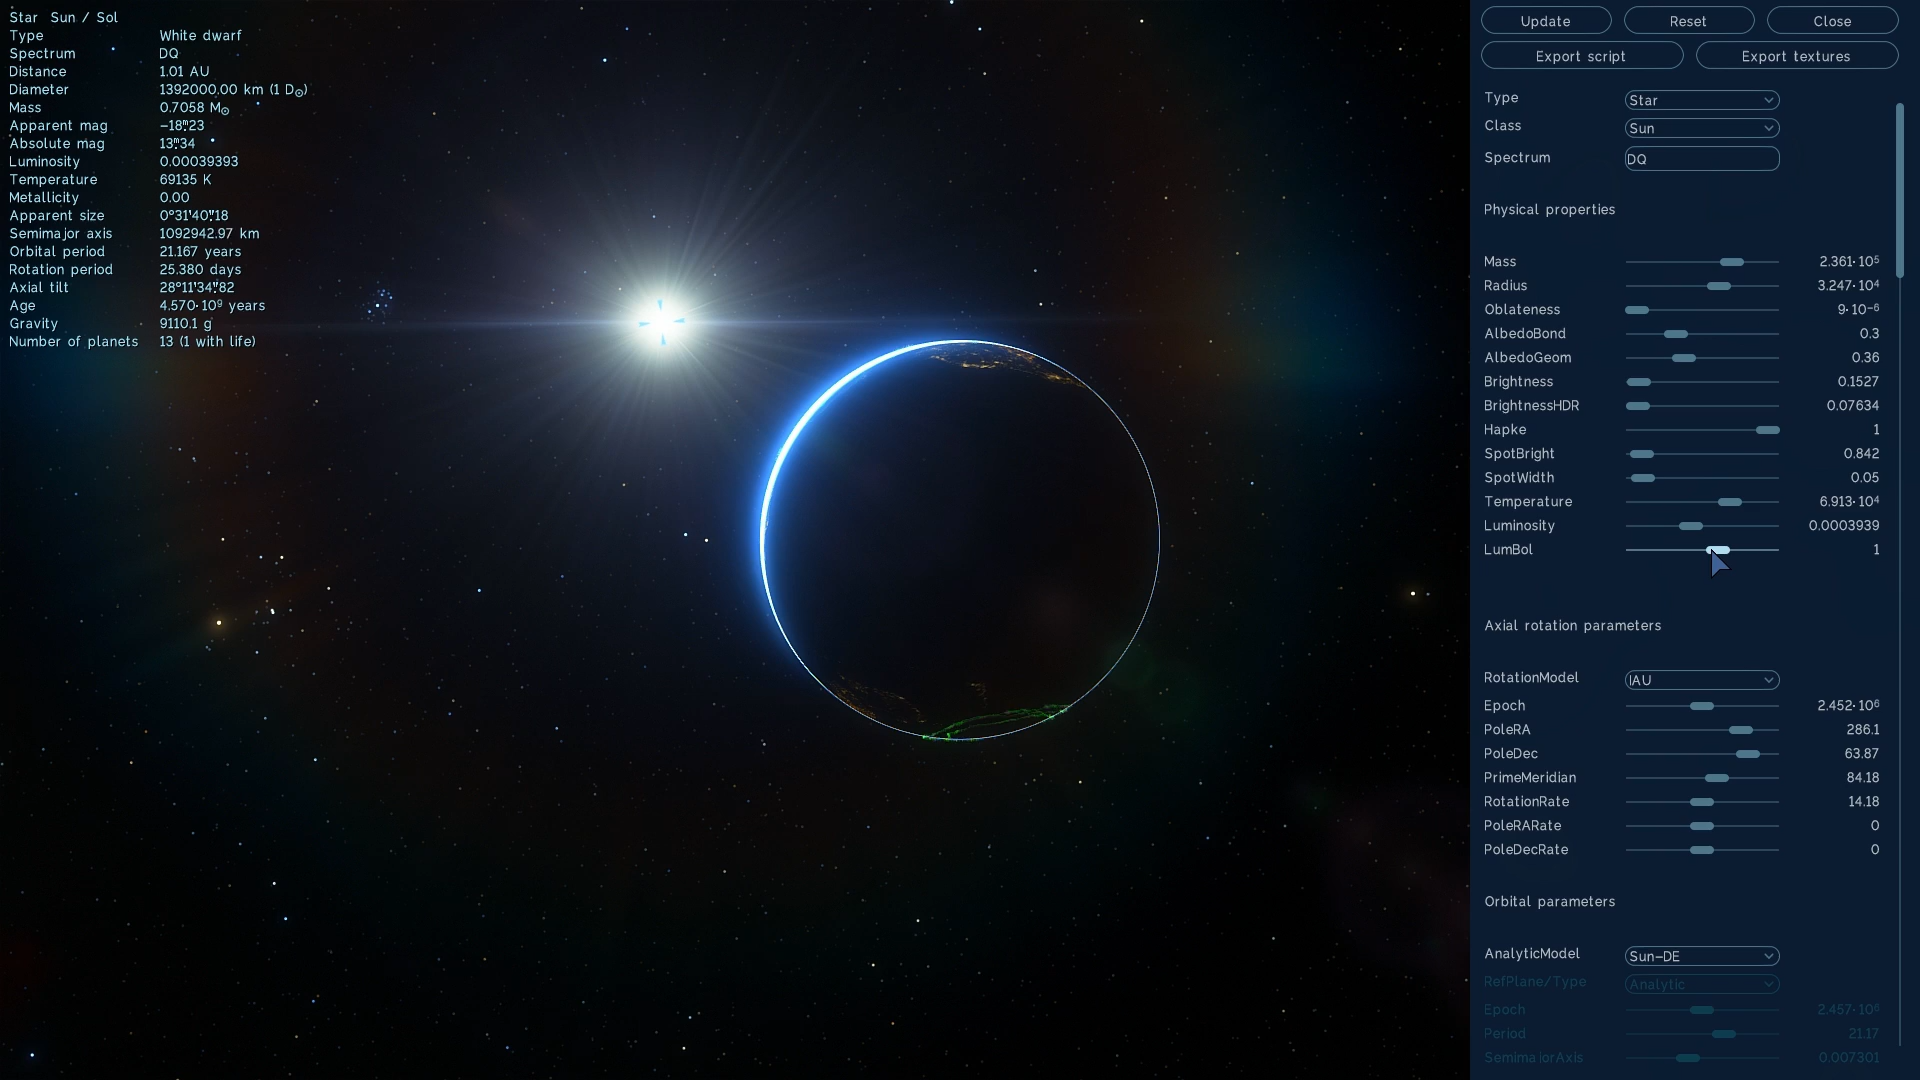 Star Sun / Sol
Type White dwarf
Spectrum DQ
Distance 1.01 AU
Diameter 1392000.00 km (1 D☉)
Mass 0.7058 M☉
Apparent mag −18ᵐ.23
Absolute mag 13ᵐ.34
Luminosity 0.00039393
Temperature 69135 K
Metallicity 0.00
Apparent size 0°31'40".18
Semimajor axis 1092942.97 km
Orbital period 21.167 years
Rotation period 25.380 days
Axial tilt 28°11'34".82
Age 4.570·10⁹ years
Gravity 9110.1 g
Number of planets 13 (1 with life)
Update Reset Close
Export script Export textures
Type Star
Class Sun
Spectrum DQ
Physical properties
Mass 2.361·10⁵
Radius 3.247·10⁴
Oblateness 9·10⁻⁶
AlbedoBond 0.3
AlbedoGeom 0.36
Brightness 0.1527
BrightnessHDR 0.07634
Hapke 1
SpotBright 0.842
SpotWidth 0.05
Temperature 6.913·10⁴
Luminosity 0.0003939
LumBol 1
Axial rotation parameters
RotationModel IAU
Epoch 2.452·10⁶
PoleRA 286.1
PoleDec 63.87
PrimeMeridian 84.18
RotationRate 14.18
PoleRARate 0
PoleDecRate 0
Orbital parameters
AnalyticModel Sun−DE
RefPlane/Type Analytic
Epoch 2.457·10⁶
Period 21.17
SemimajorAxis 0.007301